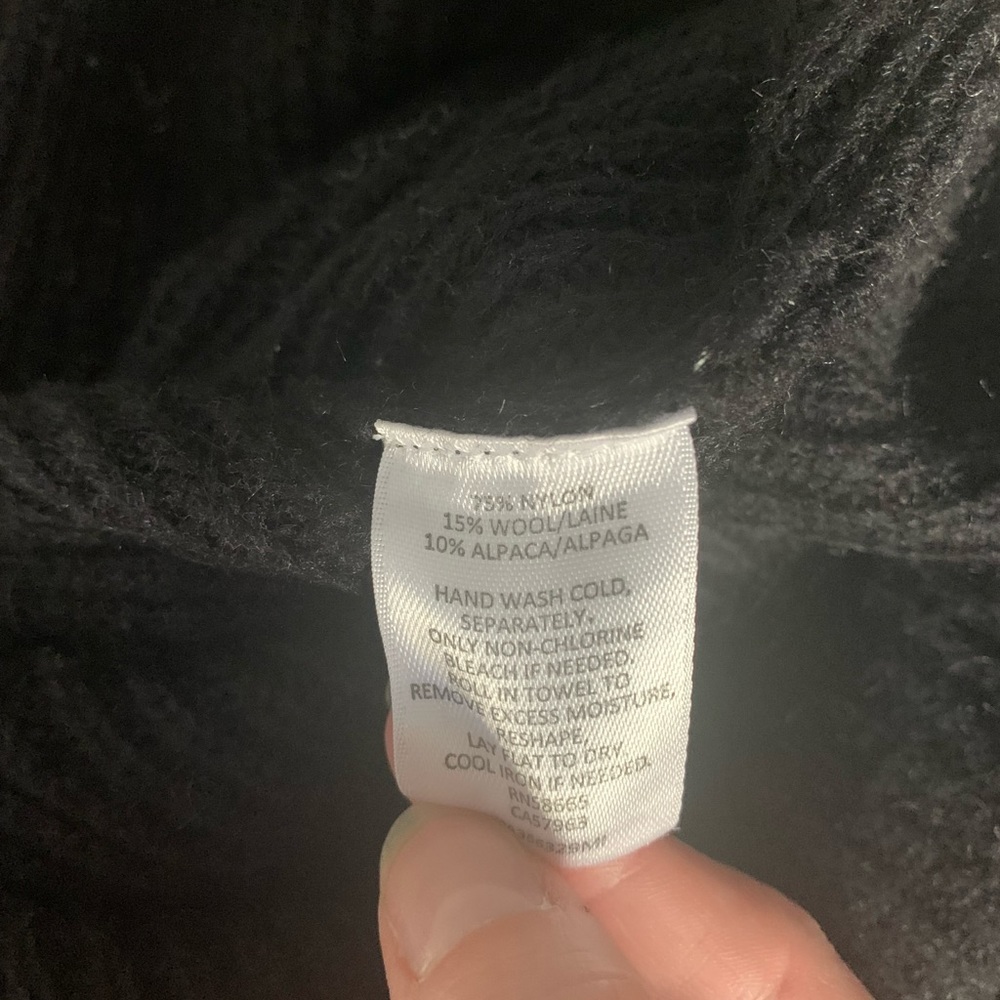 75% NYLON
15% WOOL/LAINE
10% ALPACA/ALPAGA
HAND WASH COLD,
SEPARATELY.
ONLY NON-CHLORINE
BLEACH IF NEEDED.
ROLL IN TOWEL TO
REMOVE EXCESS MOISTURE,
RESHAPE,
LAY FLAT TO DRY
COOL IRON IF NEEDED.
RN58665
CA57963